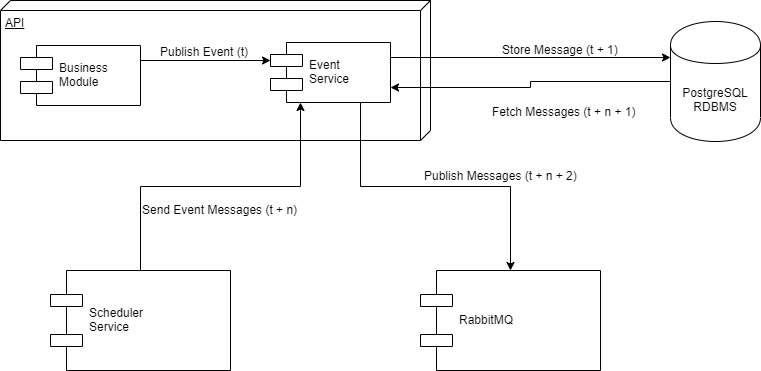 API
Publish Event (t)
Business
Module
Event
Service
Store Message (t + 1)
PostgreSQL
RDBMS
Fetch Messages (t + n + 1)
Publish Messages (t + n + 2)
Send Event Messages (t + n)
Scheduler
Service
RabbitMQ